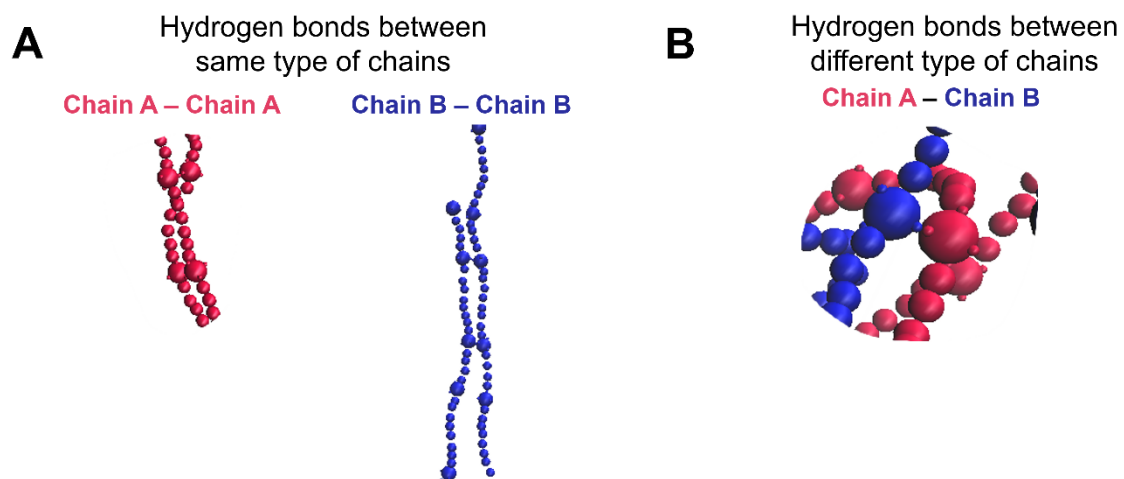 A
Hydrogen bonds between
same type of chains
Chain A – Chain A
Chain B – Chain B
B
Hydrogen bonds between
different type of chains
Chain A – Chain B